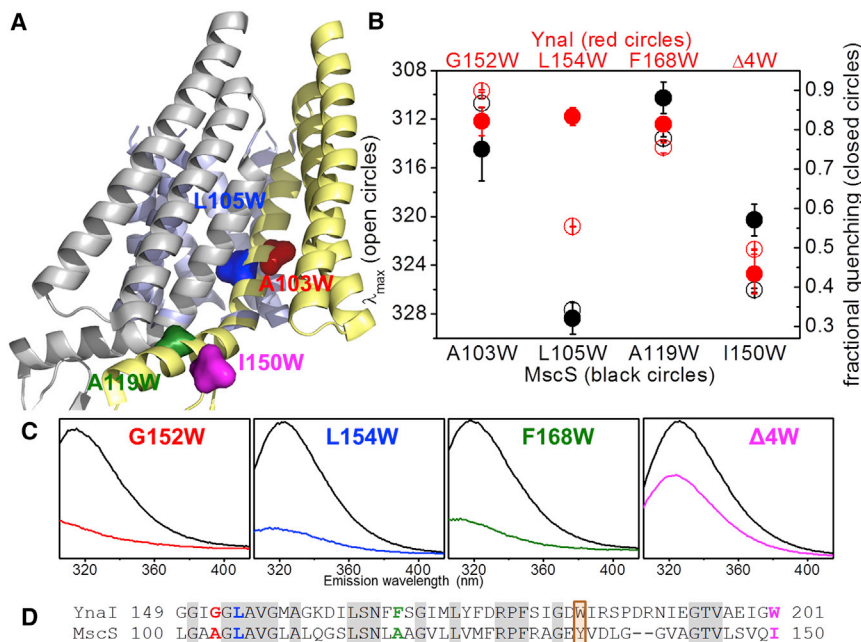 A
L105W
A103W
A119W
I150W
B
YnaI (red circles)
G152W L154W F168W Δ4W
308
312
316
320
324
328
λmax (open circles)
0.9
0.8
0.7
0.6
0.5
0.4
0.3
fractional quenching (closed circles)
A103W L105W A119W I150W
MscS (black circles)
C
G152W L154W F168W Δ4W
320 360 400 320 360 400 320 360 400 320 360 400
Emission wavelength (nm)
D
YnaI 149 GGIGGLAVGMAGKDILSNFFSGIMLYFDRPFSIGDWIRSPDRNIEGTVAEIGW 201
MscS 100 LGAAGLAVGLALQGSLSNLAAGVLLVMFRPFRAGEYVDLG--GVAGTVLSVQI 150